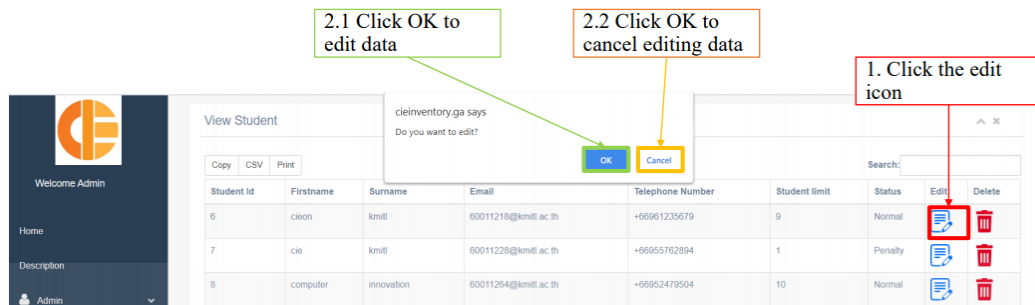 2.1 Click OK to
edit data
2.2 Click OK to
cancel editing data
1. Click the edit
icon
cieinventory.ga says
Do you want to edit?
OK Cancel
View Student
Copy CSV Print
Search:
Welcome Admin
Student Id Firstname Surname Email Telephone Number Student limit Status Edit Delete
6 cieon kmitl 60011218@kmitl.ac.th +66961235679 9 Normal
Home
7 cie kmitl 60011228@kmitl.ac.th +66955762894 1 Penalty
Description
8 computer innovation 60011264@kmitl.ac.th +66952479504 10 Normal
Admin